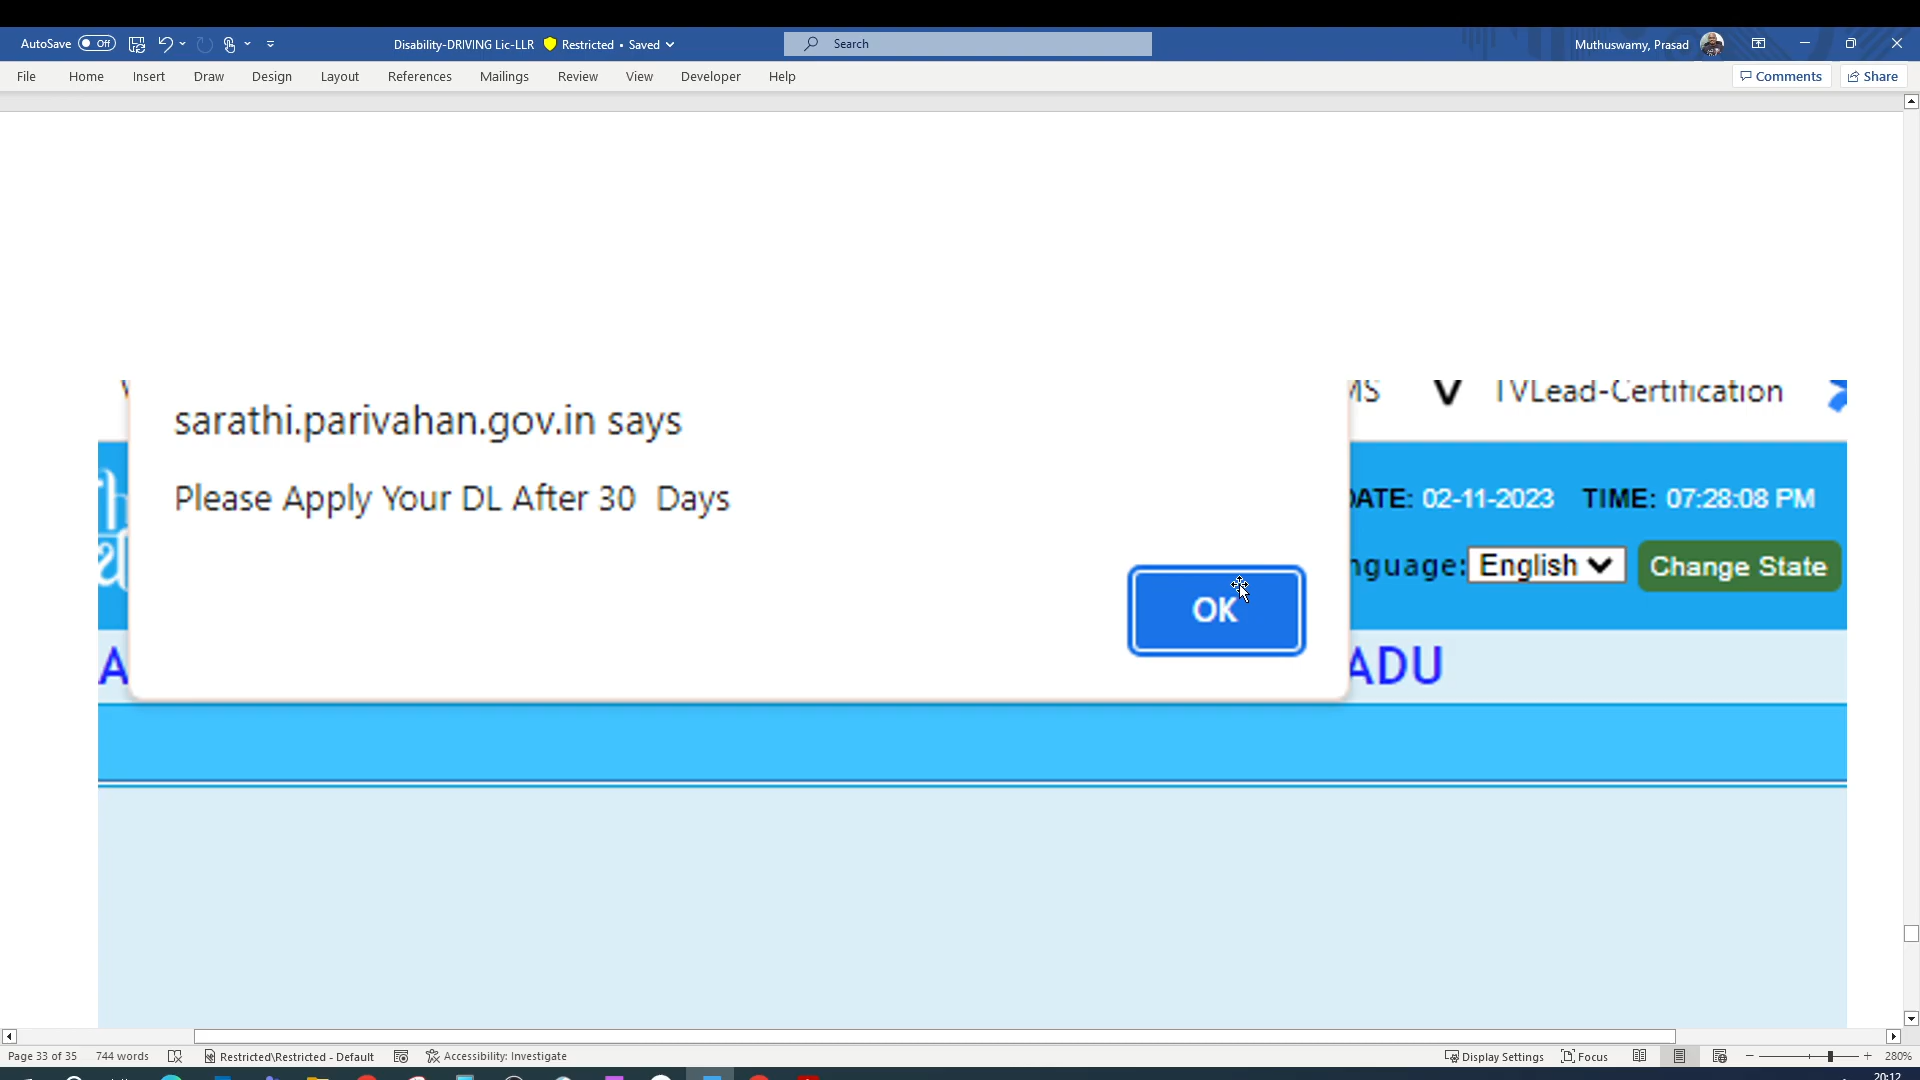 AutoSave Off Disability-DRIVING Lic-LLR Restricted • Saved Search Muthuswamy, Prasad
File Home Insert Draw Design Layout References Mailings Review View Developer Help Comments Share
MS V TVLead-Certification
sarathi.parivahan.gov.in says
Please Apply Your DL After 30 Days
DATE: 02-11-2023 TIME: 07:28:08 PM
nguage: English Change State
OK
A ADU
Page 33 of 35 744 words Restricted\Restricted - Default Accessibility: Investigate Display Settings Focus 280%
20:12